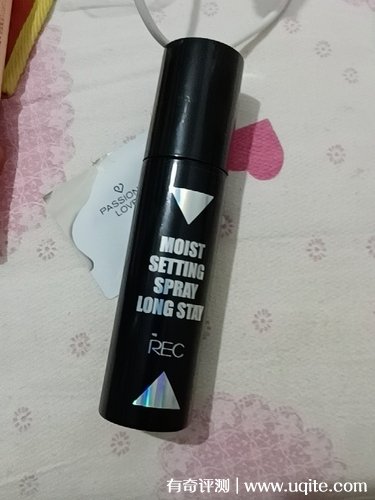 PASSION
LOVE
MOIST
SETTING
SPRAY
LONG STAY
REC
有奇评测 | www.uqite.com